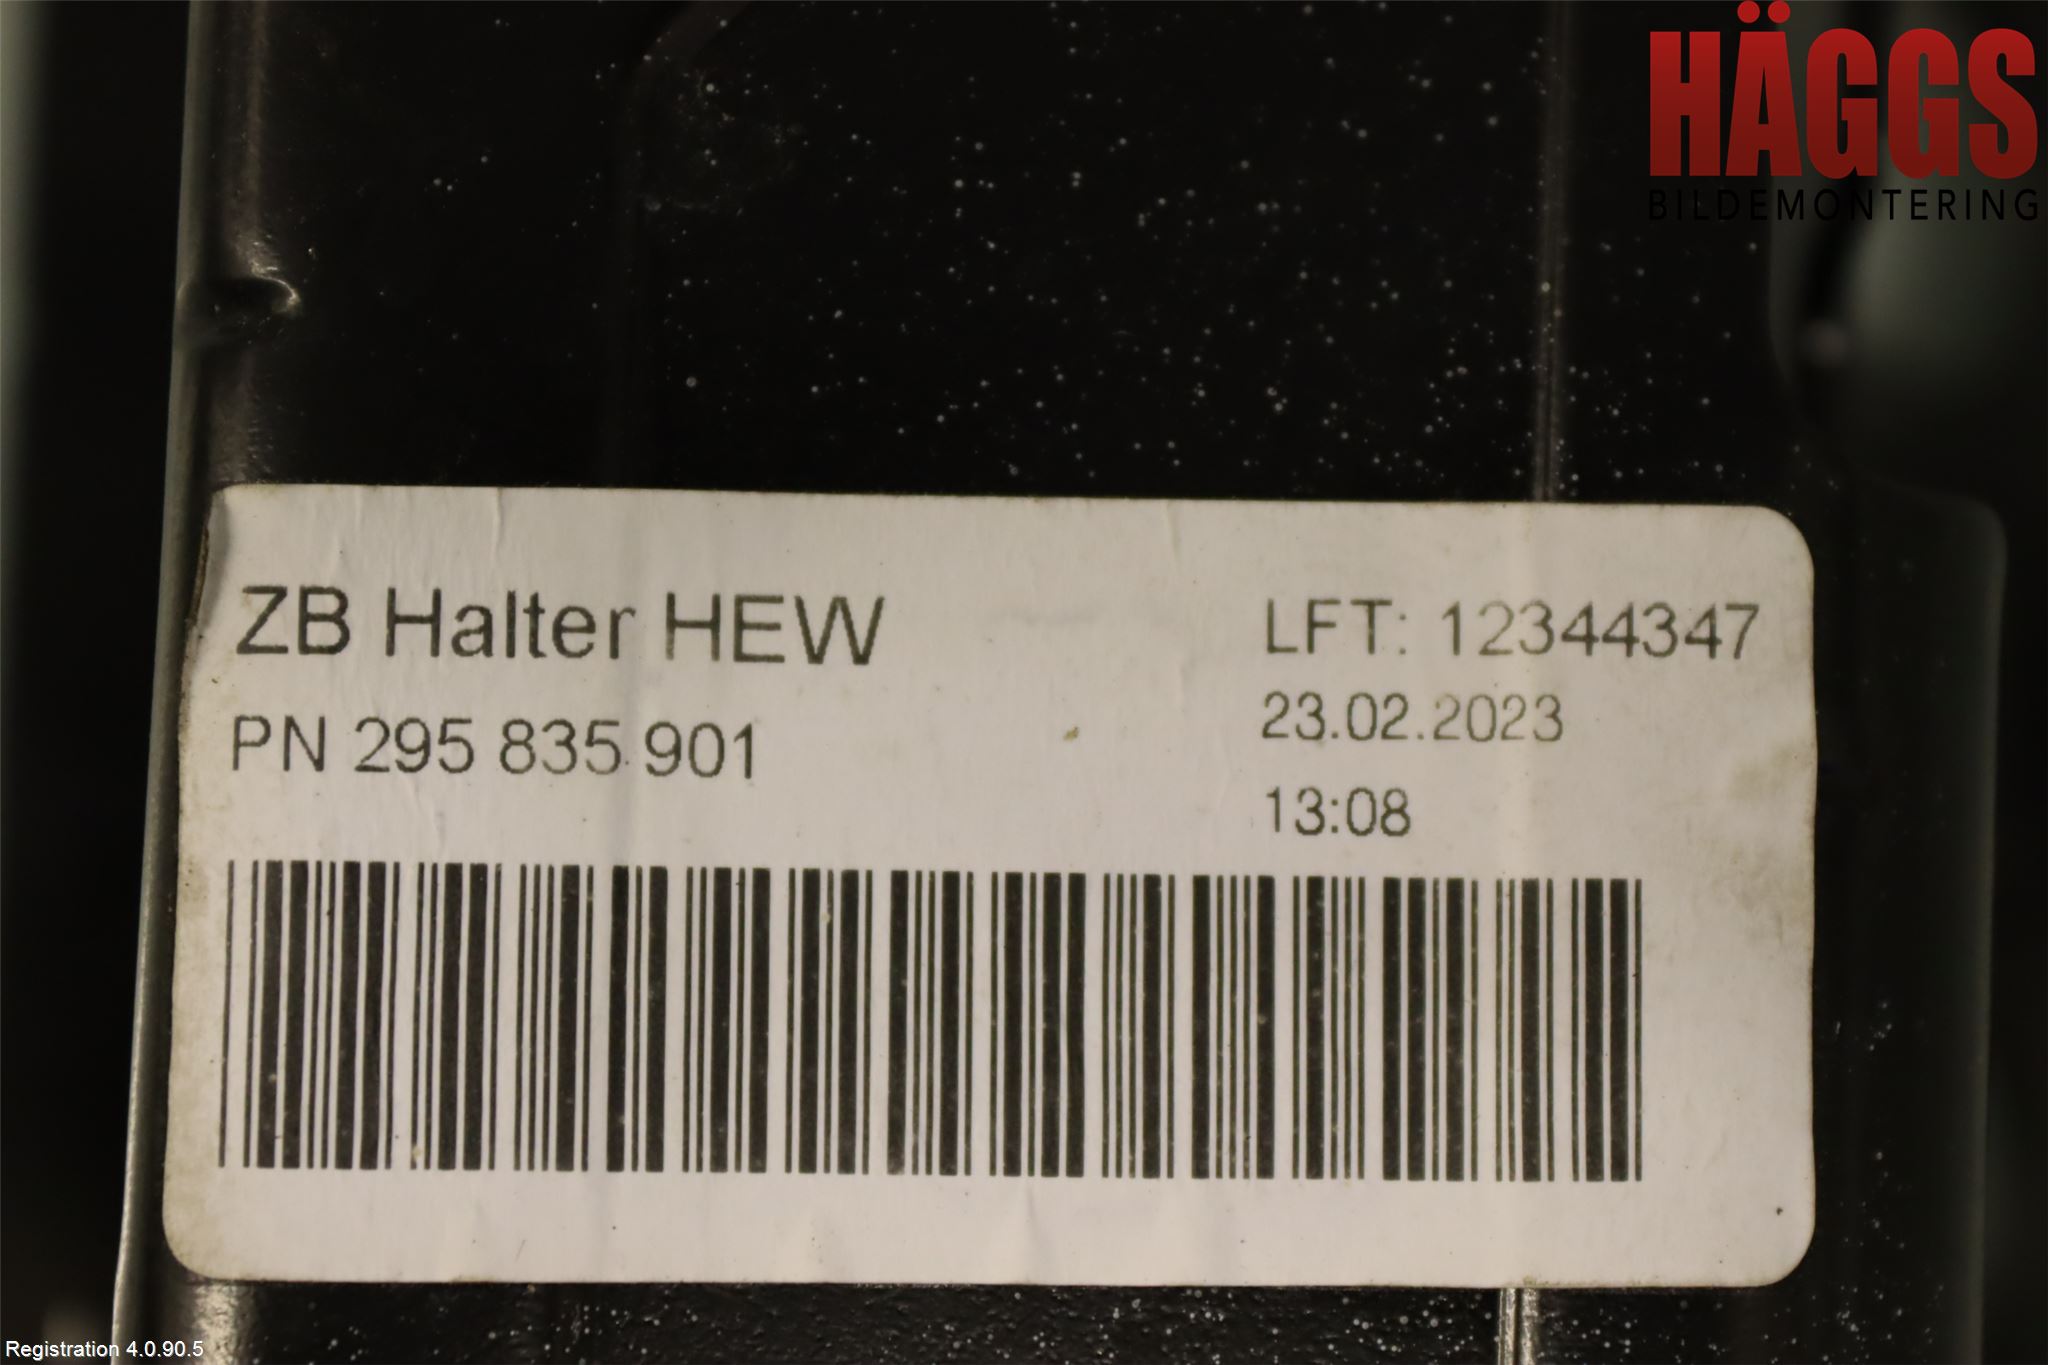 HÄGGS
BILDEMONTERING
ZB Halter HEW
PN 295 835 901
LFT: 12344347
23.02.2023
13:08
Registration 4.0.90.5